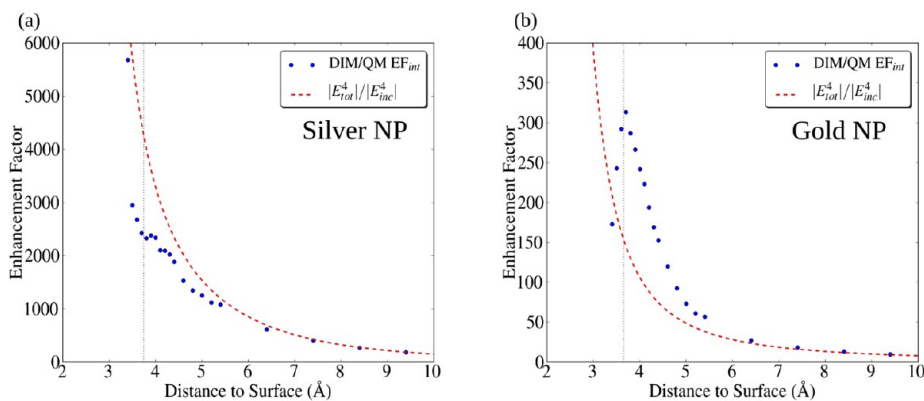 (a)
6000
5000
4000
3000
2000
1000
0
Enhancement Factor
DIM/QM EF_int
|E^4_tot|/|E^4_inc|
Silver NP
2 3 4 5 6 7 8 9 10
Distance to Surface (Å)
(b)
400
350
300
250
200
150
100
50
0
Enhancement Factor
DIM/QM EF_int
|E^4_tot|/|E^4_inc|
Gold NP
2 3 4 5 6 7 8 9 10
Distance to Surface (Å)